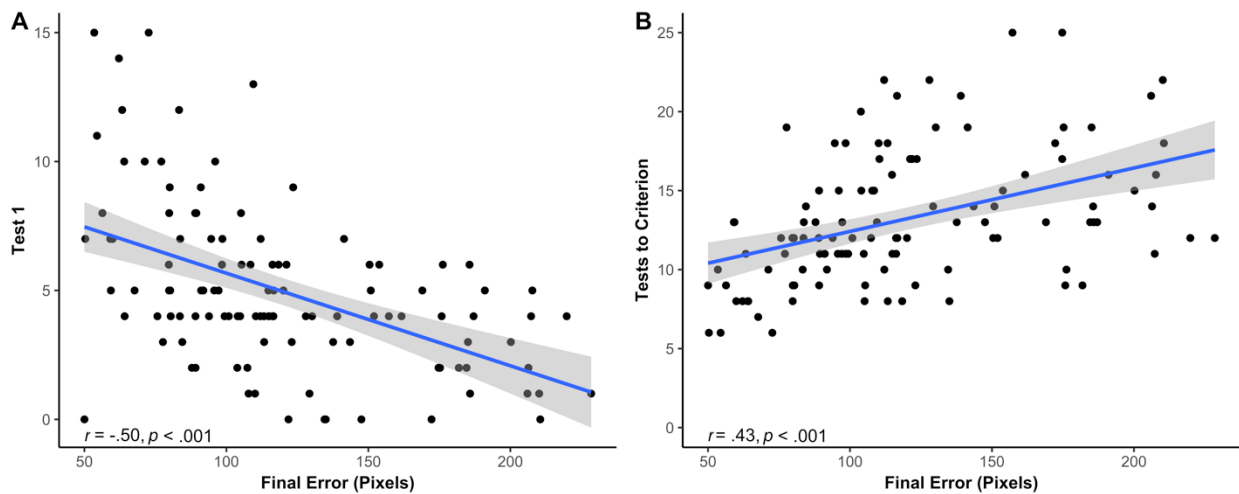 A
15
10
5
0
Test 1
r = -.50, p < .001
50
100
150
200
Final Error (Pixels)
B
25
20
15
10
5
0
Tests to Criterion
r = .43, p < .001
50
100
150
200
Final Error (Pixels)